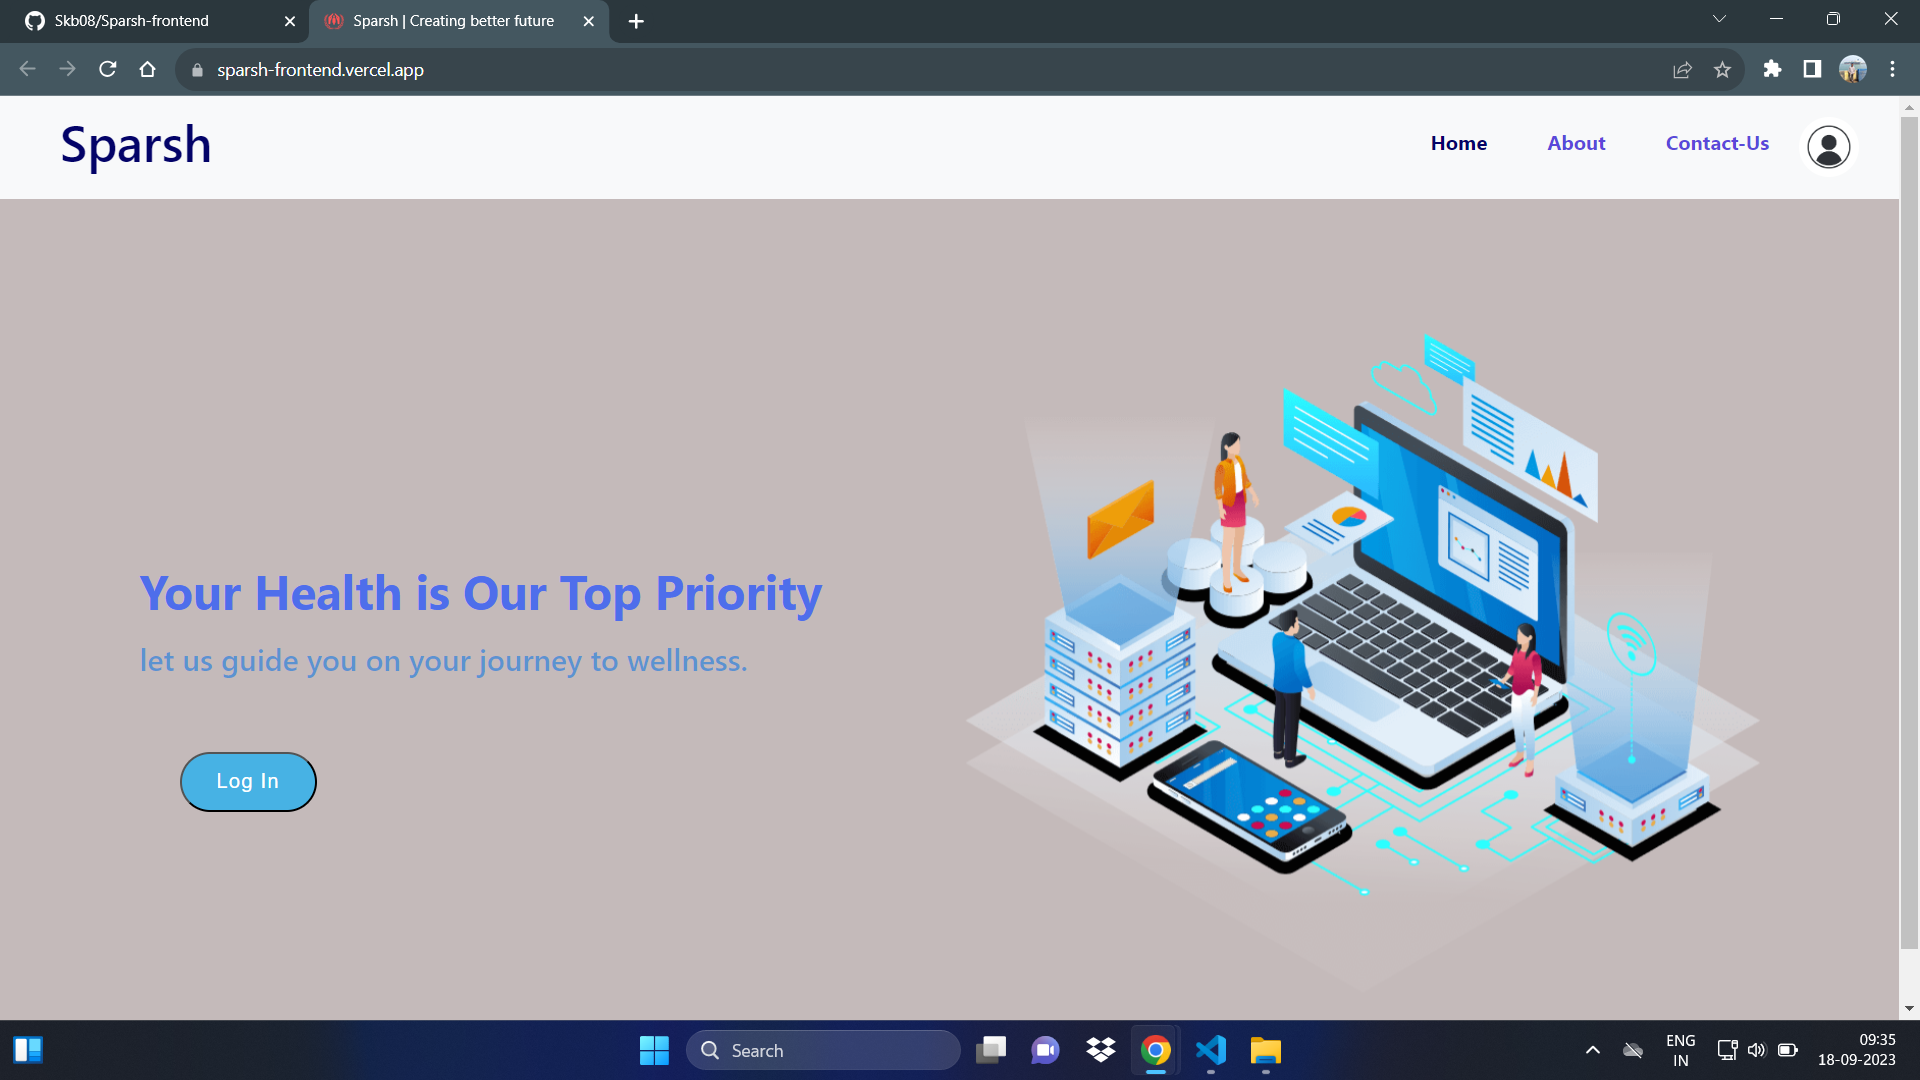 Skb08/Sparsh-frontend
Sparsh | Creating better future
sparsh-frontend.vercel.app
Sparsh
Home
About
Contact-Us
Your Health is Our Top Priority
let us guide you on your journey to wellness.
Log In
Search
ENG
IN
09:35
18-09-2023